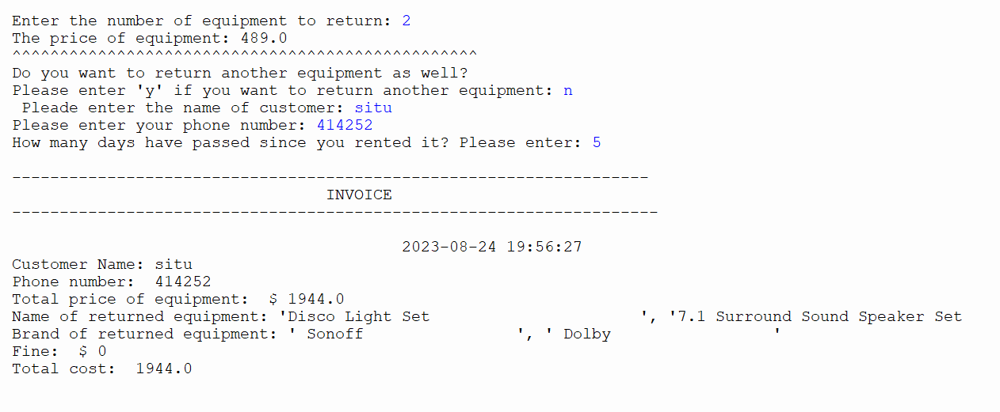 Enter the number of equipment to return: 2
The price of equipment: 489.0
^^^^^^^^^^^^^^^^^^^^^^^^^^^^^^^^^^^^^^^^^^^^^^^^^
Do you want to return another equipment as well?
Please enter 'y' if you want to return another equipment: n
 Pleade enter the name of customer: situ
Please enter your phone number: 414252
How many days have passed since you rented it? Please enter: 5
-------------------------------------------------------------------
                                 INVOICE
--------------------------------------------------------------------
                                         2023-08-24 19:56:27
Customer Name: situ
Phone number:  414252
Total price of equipment:  $ 1944.0
Name of returned equipment: 'Disco Light Set                      ', '7.1 Surround Sound Speaker Set
Brand of returned equipment: ' Sonoff                ', ' Dolby                 '
Fine:  $ 0
Total cost:  1944.0